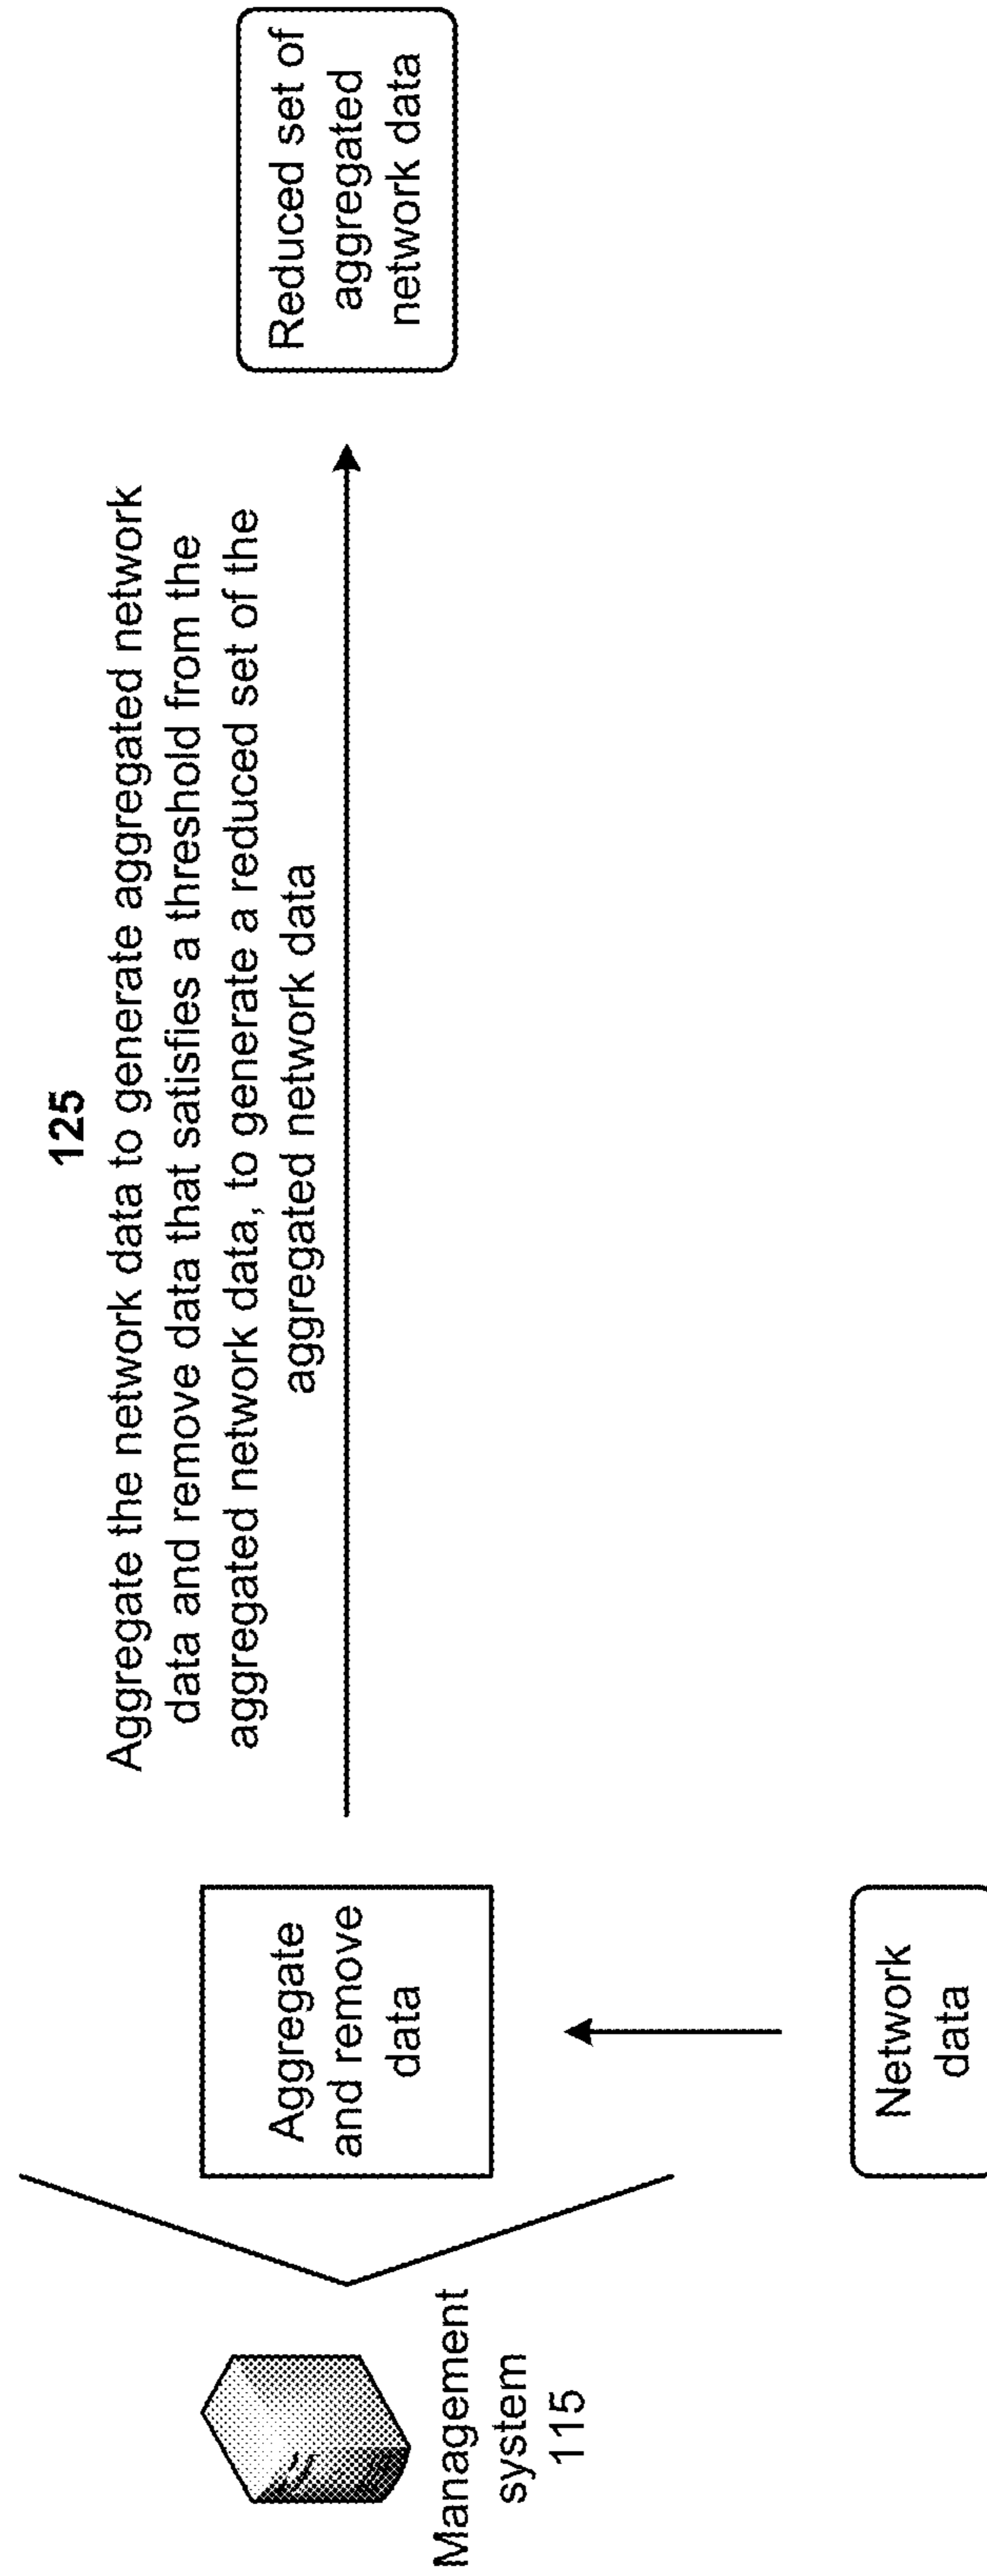 125
Aggregate the network data to generate aggregated network
data and remove data that satisfies a threshold from the
aggregated network data, to generate a reduced set of the
aggregated network data
Management
system
115
Aggregate
and remove
data
Reduced set of
aggregated
network data
Network
data